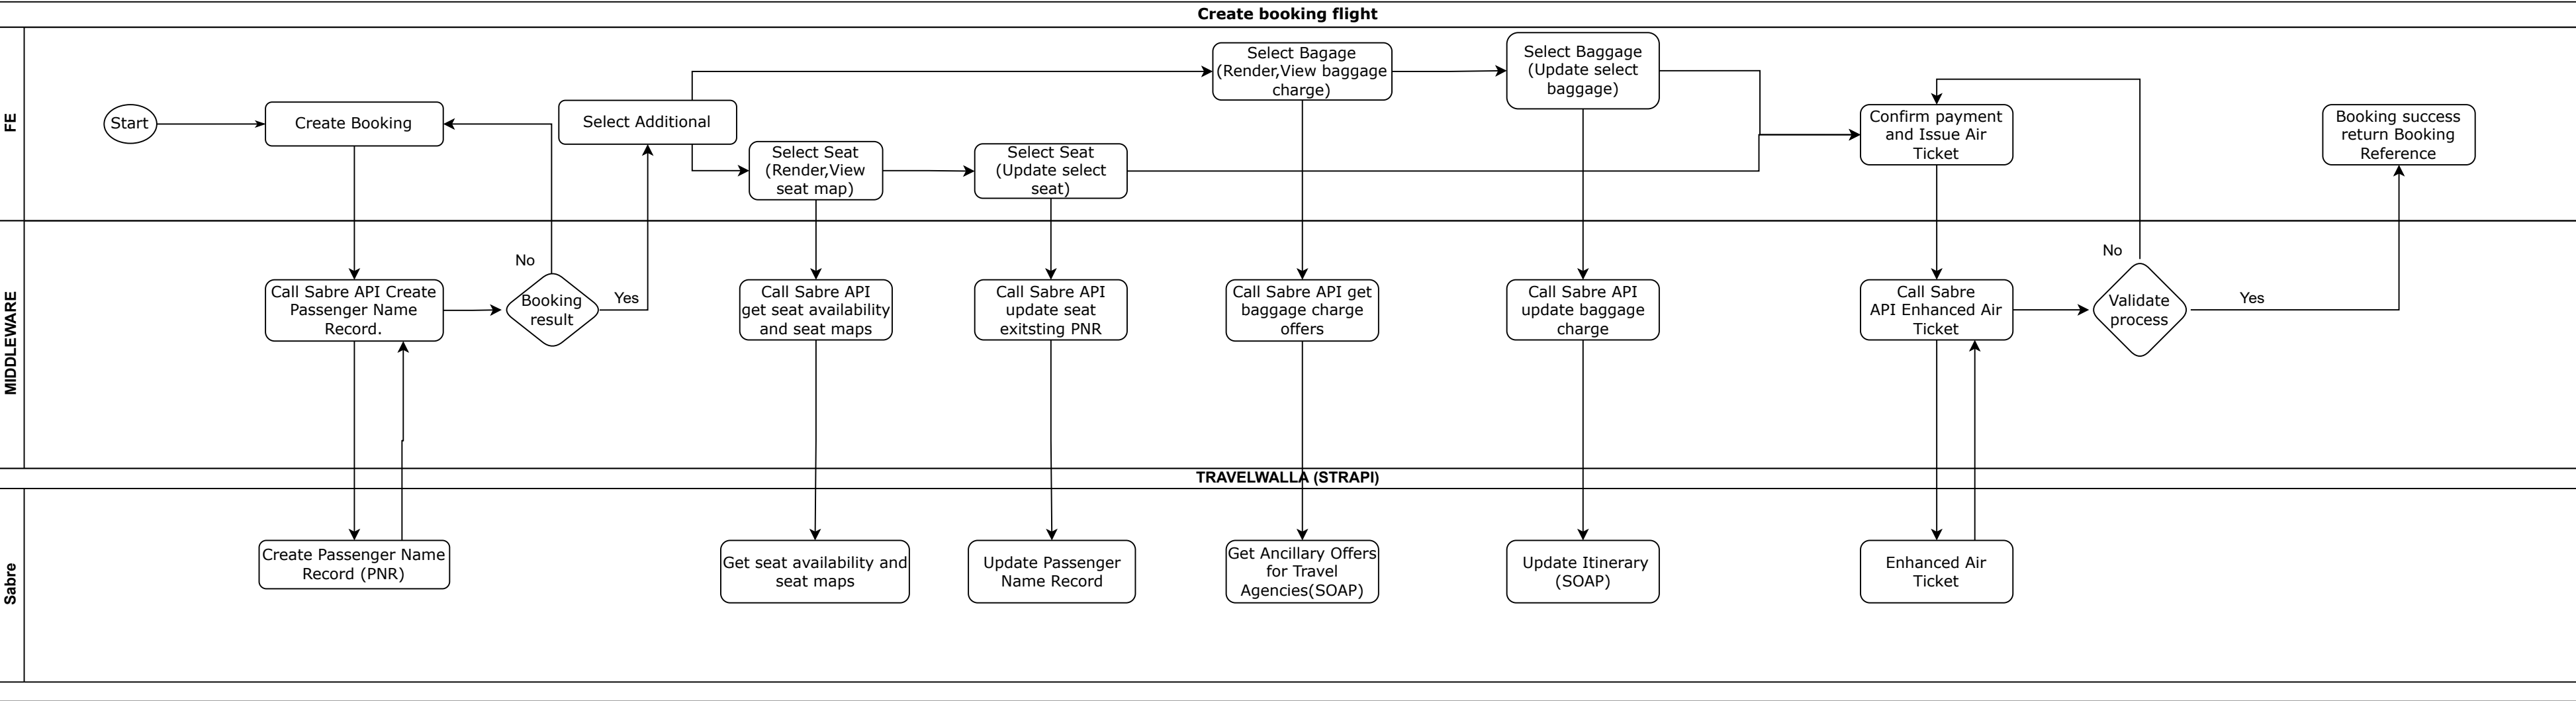 Create booking flight
FE
Start
Create Booking
Select Additional
Select Seat
(Render,View
seat map)
Select Seat
(Update select
seat)
Select Bagage
(Render,View baggage
charge)
Select Baggage
(Update select
baggage)
Confirm payment
and Issue Air
Ticket
Booking success
return Booking
Reference
MIDDLEWARE
Call Sabre API Create
Passenger Name
Record.
No
Booking
result
Yes
Call Sabre API
get seat availability
and seat maps
Call Sabre API
update seat
exitsting PNR
Call Sabre API get
baggage charge
offers
Call Sabre API
update baggage
charge
Call Sabre
API Enhanced Air
Ticket
No
Validate
process
Yes
TRAVELWALLA (STRAPI)
Sabre
Create Passenger Name
Record (PNR)
Get seat availability and
seat maps
Update Passenger
Name Record
Get Ancillary Offers
for Travel
Agencies(SOAP)
Update Itinerary
(SOAP)
Enhanced Air
Ticket